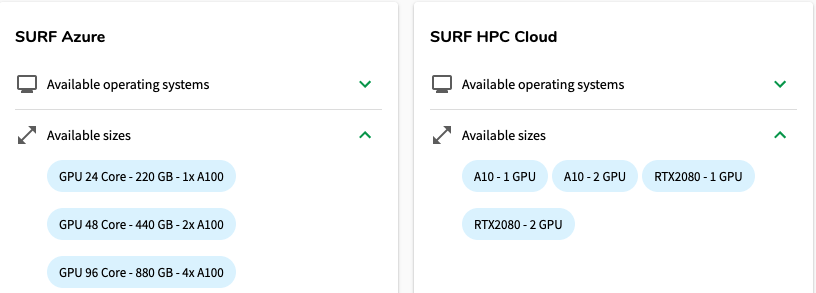 SURF Azure
Available operating systems
Available sizes
GPU 24 Core - 220 GB - 1x A100
GPU 48 Core - 440 GB - 2x A100
GPU 96 Core - 880 GB - 4x A100
SURF HPC Cloud
Available operating systems
Available sizes
A10 - 1 GPU A10 - 2 GPU RTX2080 - 1 GPU
RTX2080 - 2 GPU